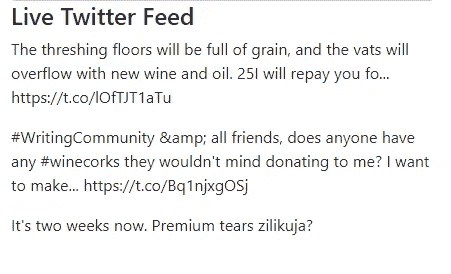 Live Twitter Feed
The threshing floors will be full of grain, and the vats will
overflow with new wine and oil. 25I will repay you fo...
https://t.co/lOfTJT1aTu
#WritingCommunity &amp; all friends, does anyone have
any #winecorks they wouldn't mind donating to me? I want
to make... https://t.co/Bq1njxgOSj
It's two weeks now. Premium tears zilikuja?